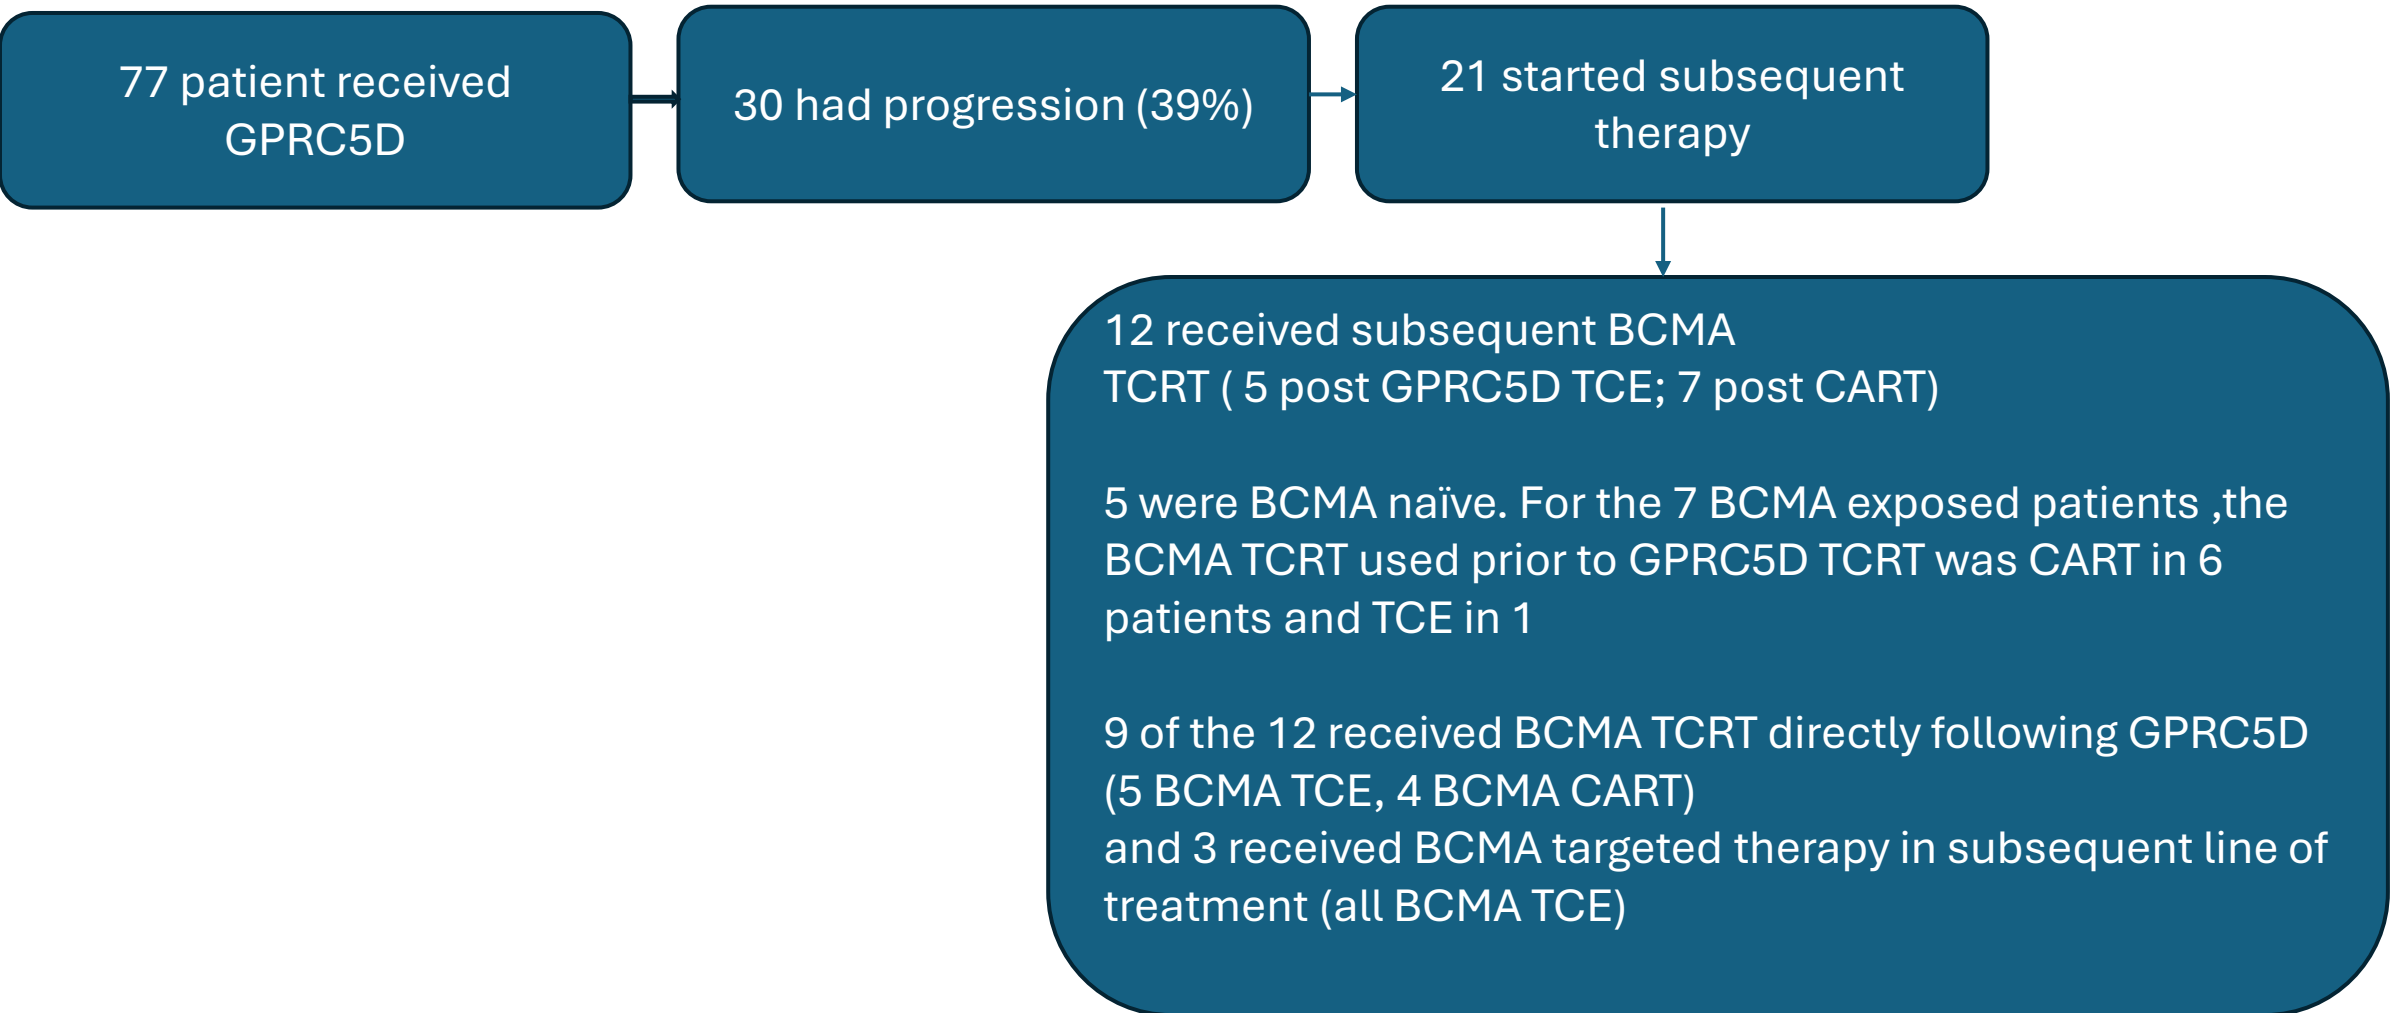 77 patient received
GPRC5D
30 had progression (39%)
21 started subsequent
therapy
12 received subsequent BCMA
TCRT ( 5 post GPRC5D TCE; 7 post CART)
5 were BCMA naïve. For the 7 BCMA exposed patients ,the
BCMA TCRT used prior to GPRC5D TCRT was CART in 6
patients and TCE in 1
9 of the 12 received BCMA TCRT directly following GPRC5D
(5 BCMA TCE, 4 BCMA CART)
and 3 received BCMA targeted therapy in subsequent line of
treatment (all BCMA TCE)